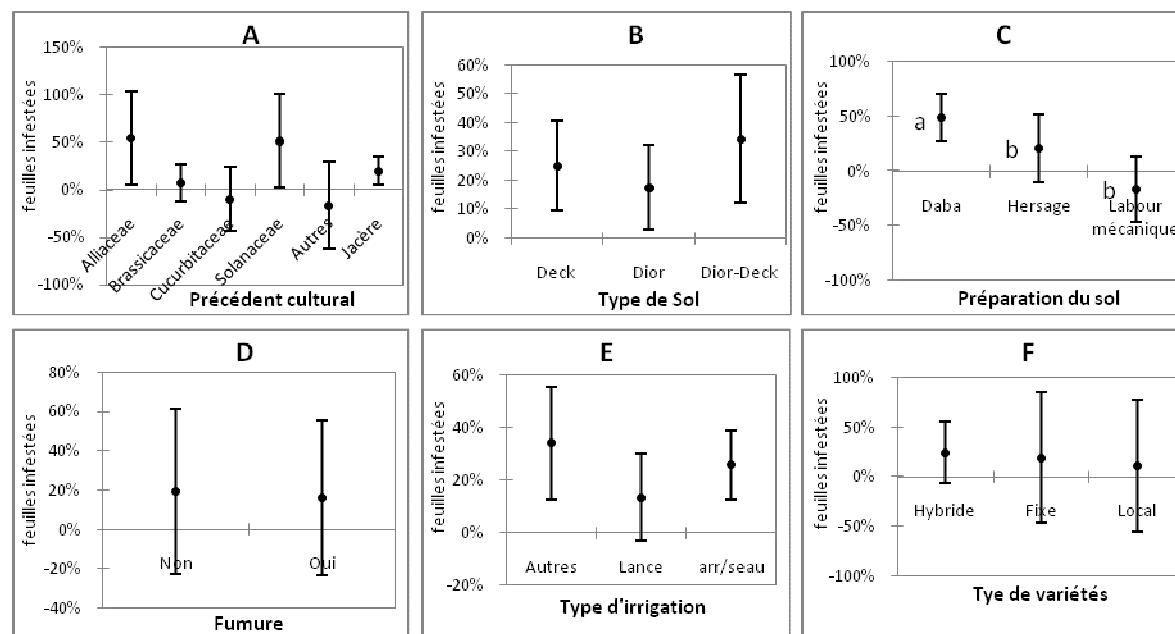 A
feuilles infestées
150%
100%
50%
0%
-50%
-100%
Alliaceae
Brassicaceae
Cucurbitaceae
Solanaceae
Autres
Jacère
Précédent cultural
B
feuilles infestées
60%
50%
40%
30%
20%
10%
0%
Deck
Dior
Dior-Deck
Type de Sol
C
feuilles infestées
100%
50%
0%
-50%
-100%
a
b
b
Daba
Hersage
Labour
mécanique
Préparation du sol
D
feuilles infestées
80%
60%
40%
20%
0%
-20%
-40%
Non
Oui
Fumure
E
feuilles infestées
60%
40%
20%
0%
-20%
Autres
Lance
arr/seau
Type d'irrigation
F
feuilles infestées
100%
50%
0%
-50%
-100%
Hybride
Fixe
Local
Tye de variétés